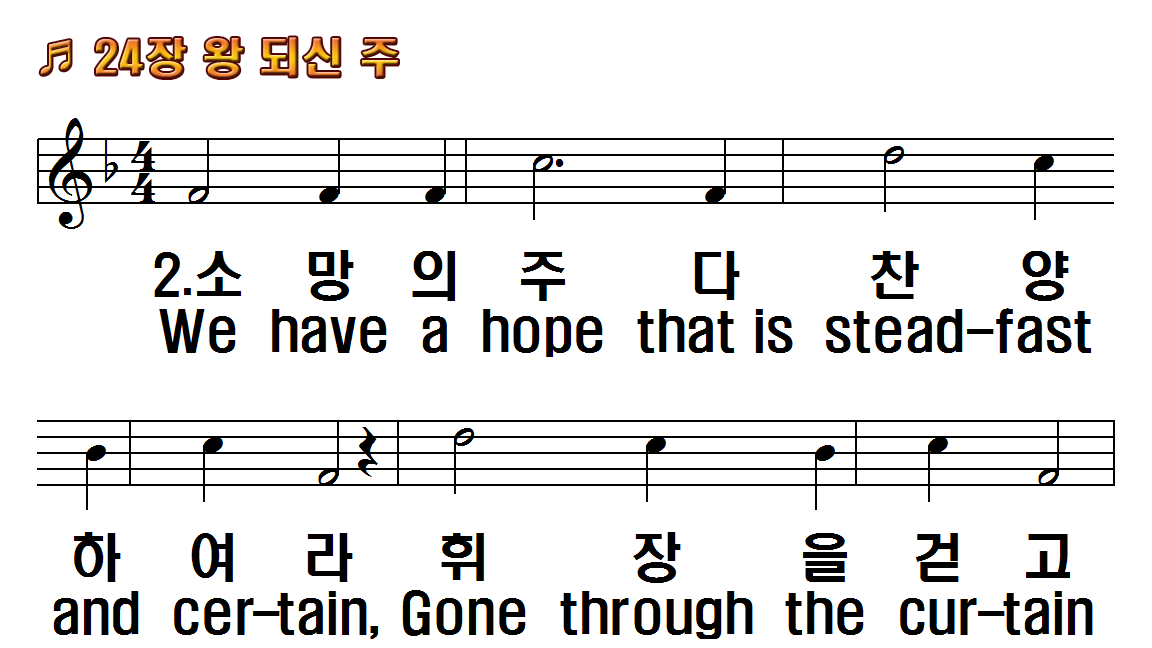 ♬ 24장 왕 되신 주
2.소 망 의 주 다 찬 양
We have a hope that is stead-fast
하 여 라 휘 장 을 걷 고
and cer-tain, Gone through the cur-tain